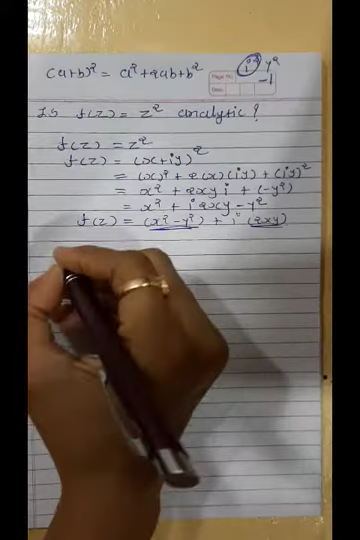 (a+b)² = a²+2ab+b²
i² y²
Page No.
-1
Date
Is f(z) = z² analytic?
f(z) = z²
f(z) = (x+iy)²
= (x)² + 2(x)(iy) + (iy)²
= x² + 2xyi + (-y²)
= x² + i2xy - y²
f(z) = (x²-y²) + i(2xy)